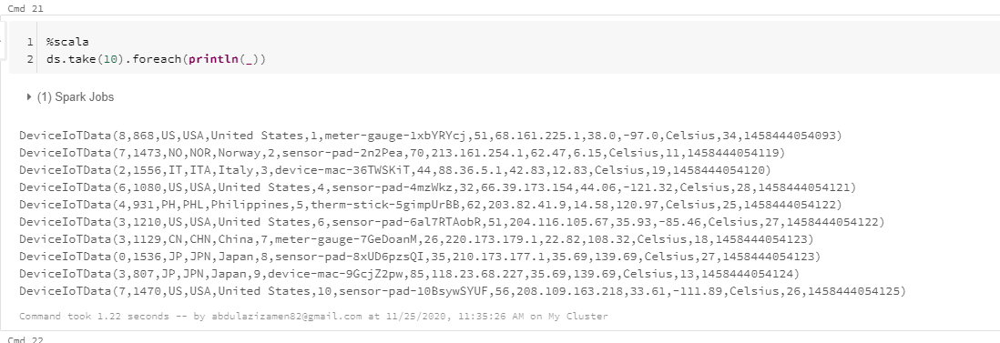 Cmd 21
1 %scala
2 ds.take(10).foreach(println(_))
(1) Spark Jobs
DeviceIoTData(8,868,US,USA,United States,1,meter-gauge-1xbYRYcj,51,68.161.225.1,38.0,-97.0,Celsius,34,1458444054093)
DeviceIoTData(7,1473,NO,NOR,Norway,2,sensor-pad-2n2Pea,70,213.161.254.1,62.47,6.15,Celsius,11,1458444054119)
DeviceIoTData(2,1556,IT,ITA,Italy,3,device-mac-36TWSKiT,44,88.36.5.1,42.83,12.83,Celsius,19,1458444054120)
DeviceIoTData(6,1080,US,USA,United States,4,sensor-pad-4mzWkz,32,66.39.173.154,44.06,-121.32,Celsius,28,1458444054121)
DeviceIoTData(4,931,PH,PHL,Philippines,5,therm-stick-5gimpUrBB,62,203.82.41.9,14.58,120.97,Celsius,25,1458444054122)
DeviceIoTData(3,1210,US,USA,United States,6,sensor-pad-6al7RTAobR,51,204.116.105.67,35.93,-85.46,Celsius,27,1458444054122)
DeviceIoTData(3,1129,CN,CHN,China,7,meter-gauge-7GeDoanM,26,220.173.179.1,22.82,108.32,Celsius,18,1458444054123)
DeviceIoTData(0,1536,JP,JPN,Japan,8,sensor-pad-8xUD6pzsQI,35,210.173.177.1,35.69,139.69,Celsius,27,1458444054123)
DeviceIoTData(3,807,JP,JPN,Japan,9,device-mac-9GcjZ2pw,85,118.23.68.227,35.69,139.69,Celsius,13,1458444054124)
DeviceIoTData(7,1470,US,USA,United States,10,sensor-pad-10BsywSYUF,56,208.109.163.218,33.61,-111.89,Celsius,26,1458444054125)
Command took 1.22 seconds -- by abdulazizamen82@gmail.com at 11/25/2020, 11:35:26 AM on My Cluster
Cmd 22